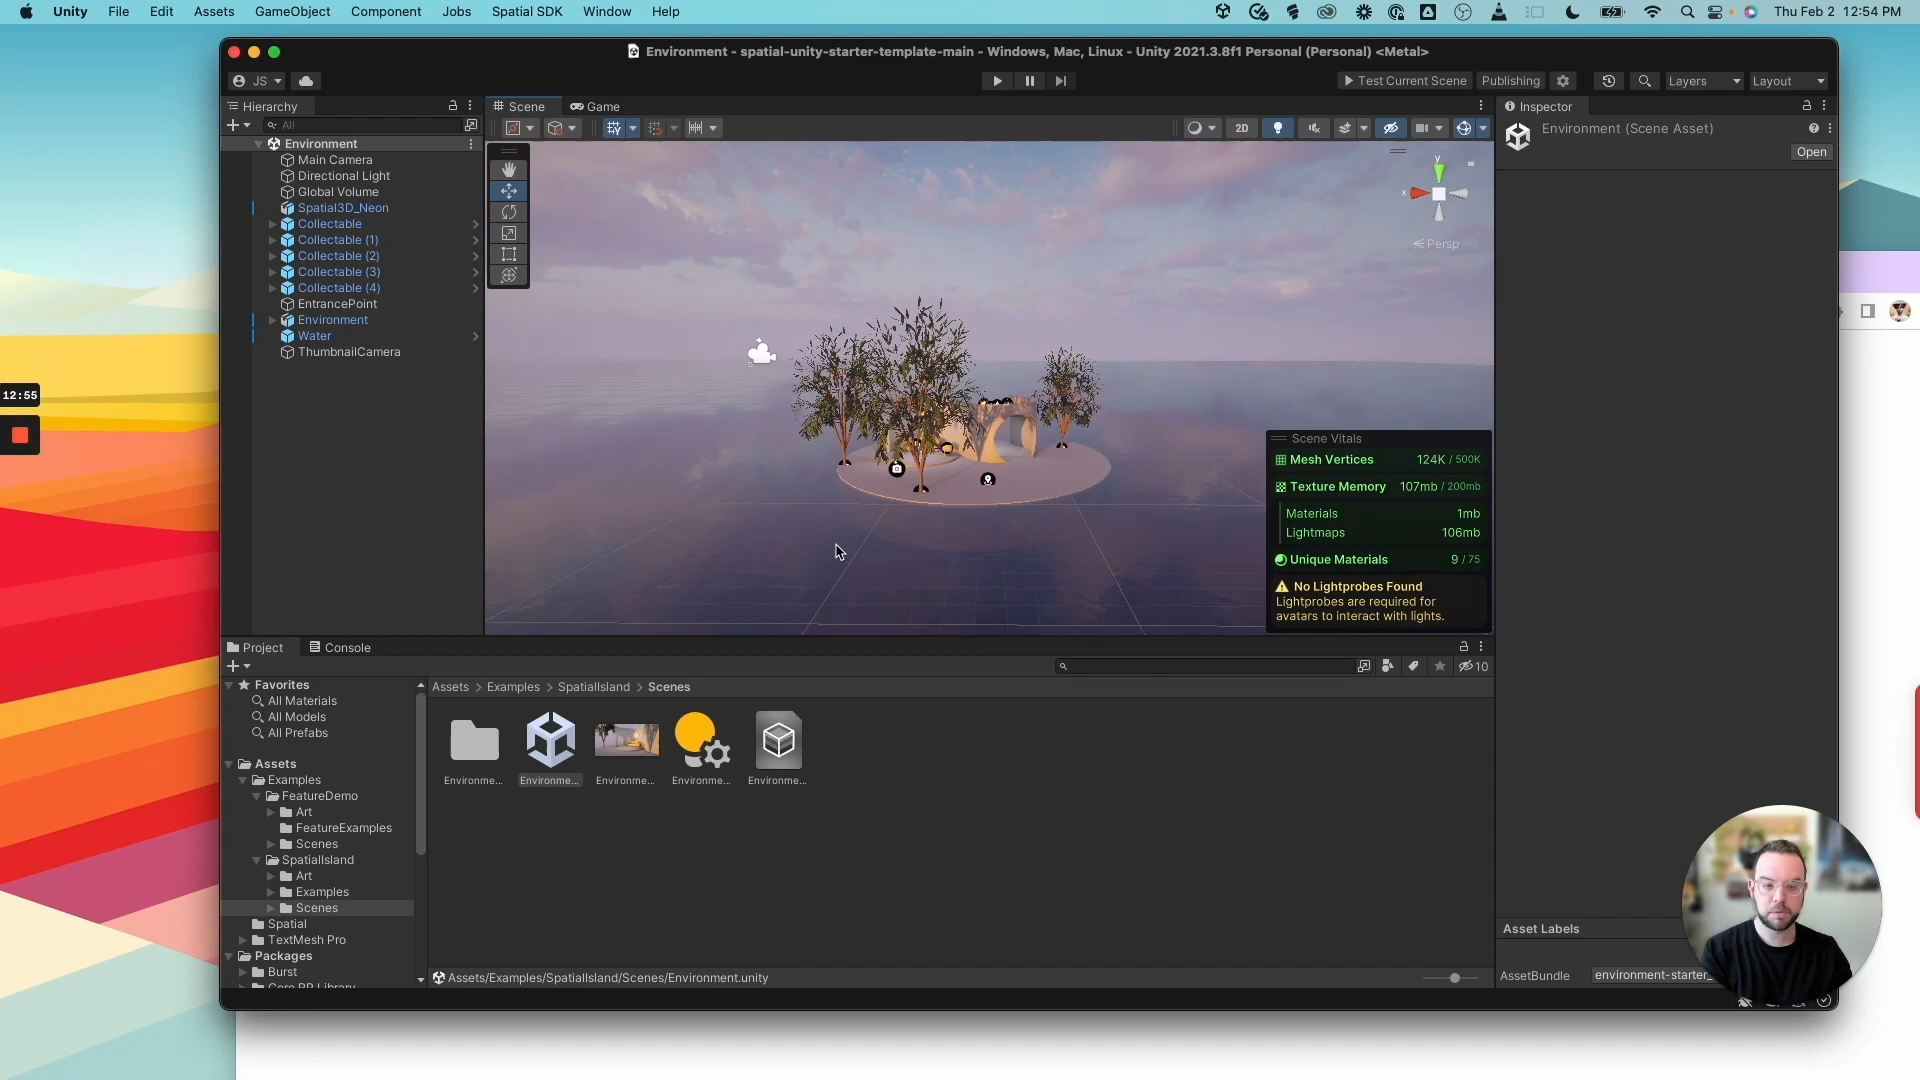 Unity File Edit Assets GameObject Component Jobs Spatial SDK Window Help
Thu Feb 2 12:54 PM
Environment - spatial-unity-starter-template-main - Windows, Mac, Linux - Unity 2021.3.8f1 Personal (Personal) <Metal>
JS
Test Current Scene
Publishing
Layers
Layout
Hierarchy
All
Environment
Main Camera
Directional Light
Global Volume
Spatial3D_Neon
Collectable
Collectable (1)
Collectable (2)
Collectable (3)
Collectable (4)
EntrancePoint
Environment
Water
ThumbnailCamera
Scene
Game
2D
y
x
Persp
Scene Vitals
Mesh Vertices 124K / 500K
Texture Memory 107mb / 200mb
Materials 1mb
Lightmaps 106mb
Unique Materials 9 / 75
No Lightprobes Found
Lightprobes are required for
avatars to interact with lights.
Inspector
Environment (Scene Asset)
Open
12:55
Project
Console
10
Favorites
All Materials
All Models
All Prefabs
Assets
Examples
FeatureDemo
Art
FeatureExamples
Scenes
SpatialIsland
Art
Examples
Scenes
Spatial
TextMesh Pro
Packages
Burst
Assets > Examples > SpatialIsland > Scenes
Environme...
Environme...
Environme...
Environme...
Environme...
Assets/Examples/SpatialIsland/Scenes/Environment.unity
Asset Labels
AssetBundle environment-starter_